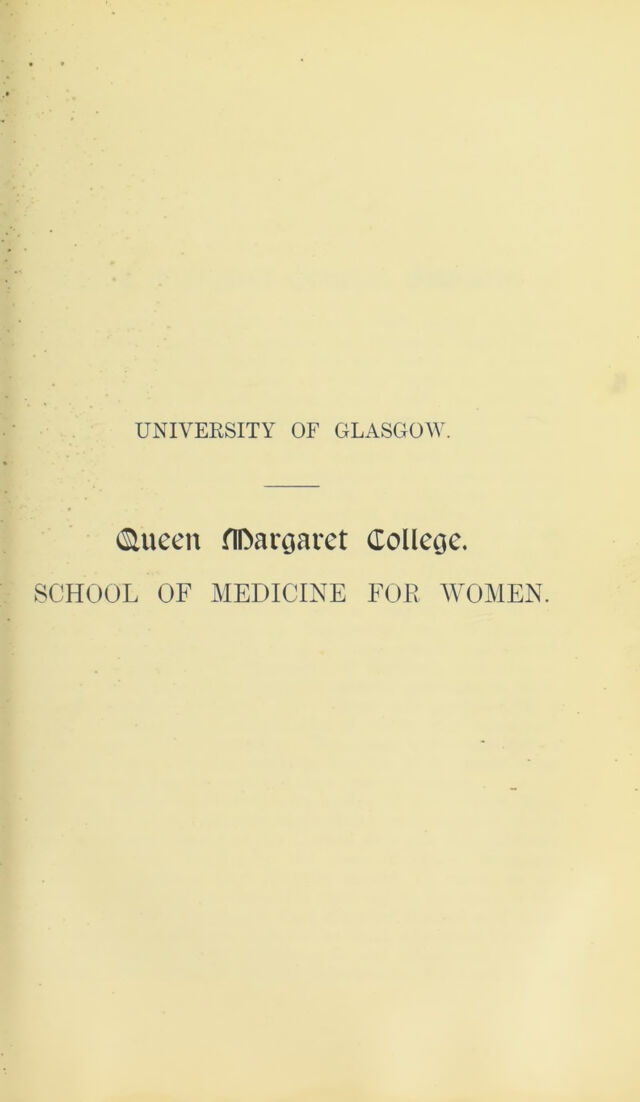 UNIVERSITY OF GLASGOW.
Queen Margaret College.
SCHOOL OF MEDICINE FOR WOMEN.